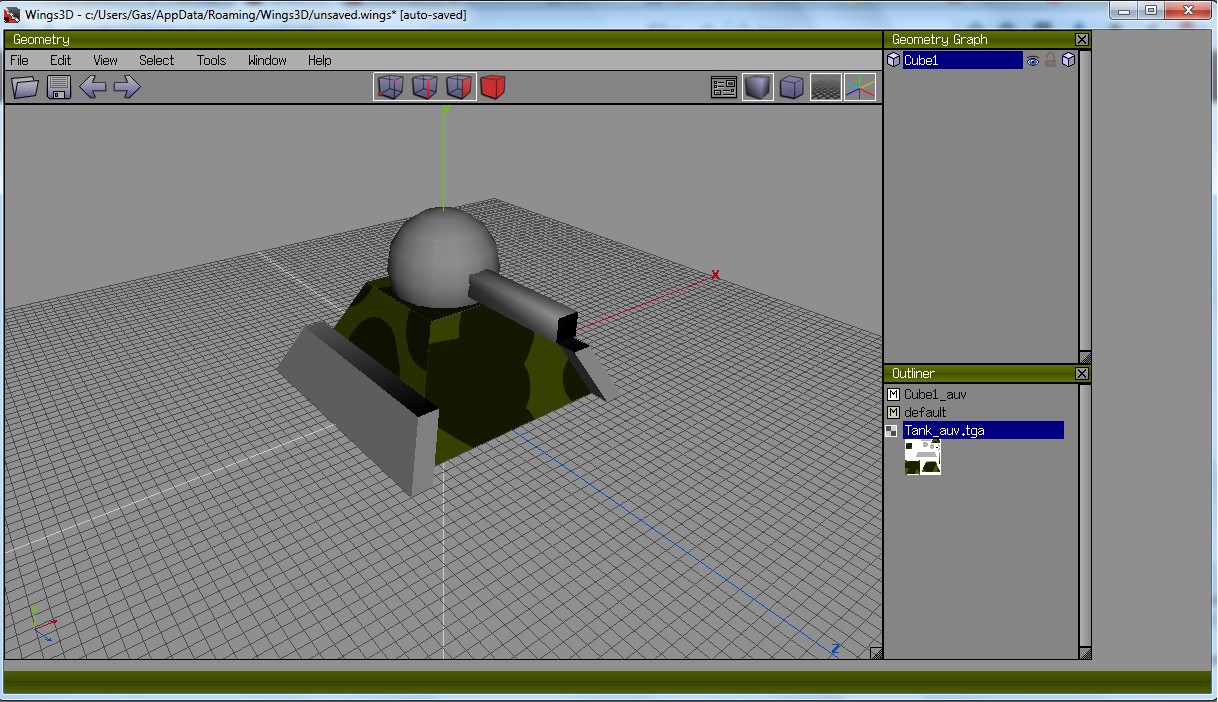 Wings3D - c:/Users/Gas/AppData/Roaming/Wings3D/unsaved.wings* [auto-saved]
Geometry
Geometry Graph
File Edit View Select Tools Window Help
Cube1
Y
X
Outliner
M Cube1_auv
M default
Tank_auv.tga
Z